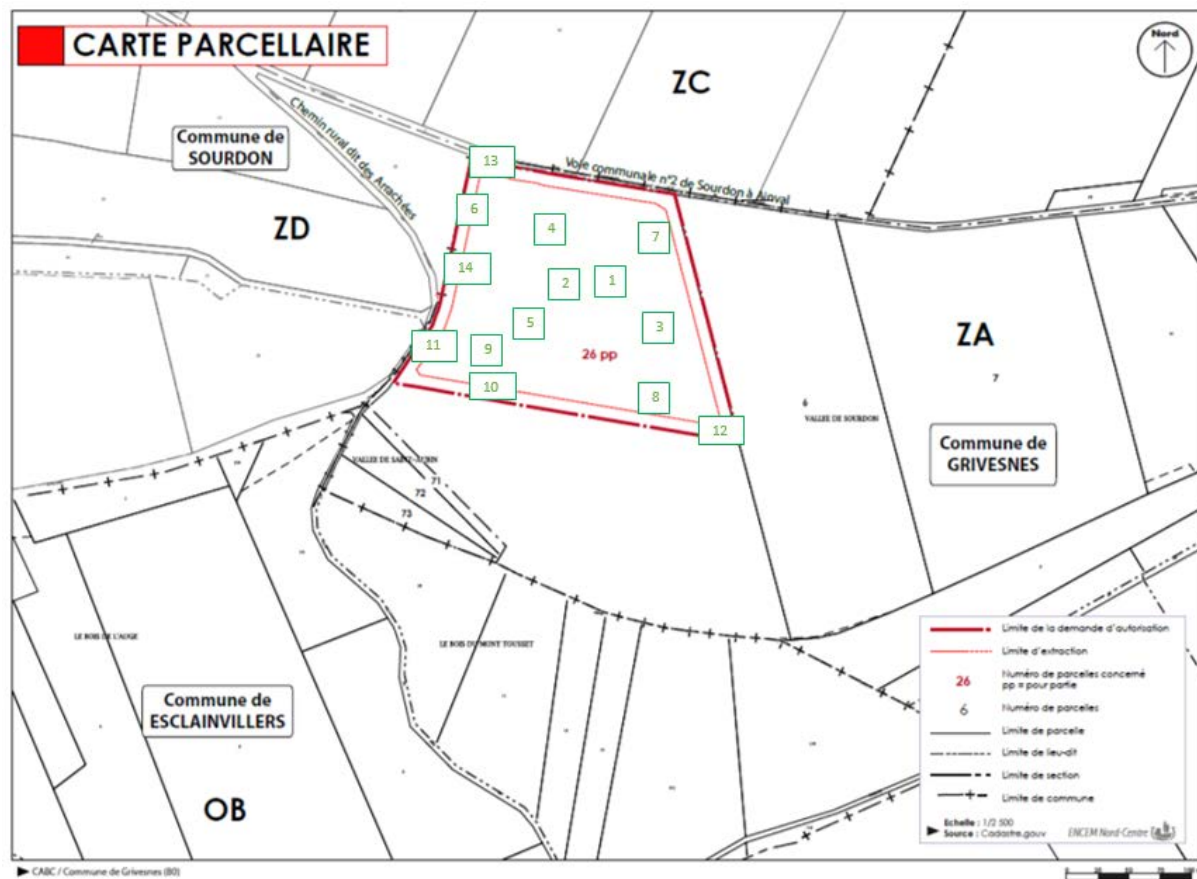 CARTE PARCELLAIRE
Nord
ZC
Commune de
SOURDON
Chemin rural dit des Arrachées
Voie communale n°2 de Sourdon à Ainval
ZD
13
6
4
7
14
2
1
5
3
11
9
26 pp
10
8
12
ZA
7
6
VALLEE DE SOURDON
Commune de
GRIVESNES
71
72
73
LE BOIS DE L'AUGE
LE BOIS DU MONT TOUSSET
Commune de
ESCLAINVILLERS
OB
Limite de la demande d'autorisation
Limite d'extraction
26
Numéro de parcelles concerné
pp = pour partie
6
Numéro de parcelles
Limite de parcelle
Limite de lieu-dit
Limite de section
Limite de commune
Echelle : 1/2 500
Source : Cadastre.gouv
ENCEM Nord-Centre
CABC / Commune de Grivesnes (80)